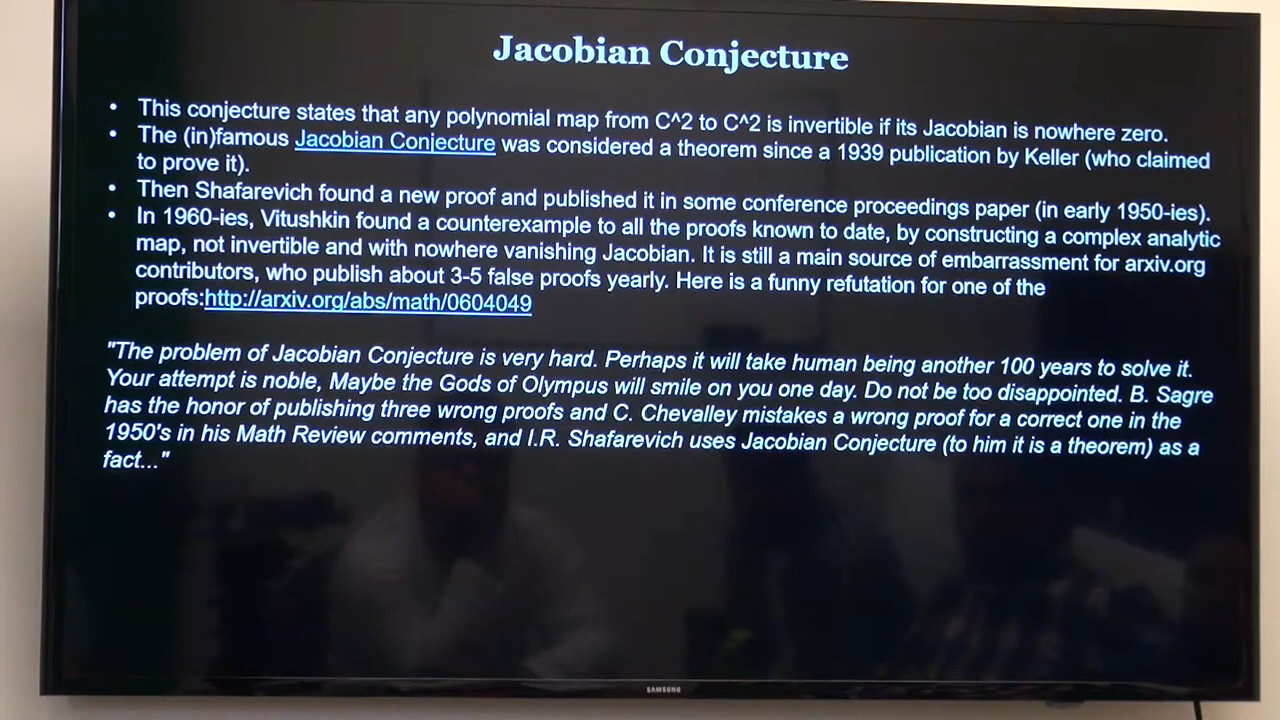 Jacobian Conjecture
• This conjecture states that any polynomial map from C^2 to C^2 is invertible if its Jacobian is nowhere zero.
• The (in)famous Jacobian Conjecture was considered a theorem since a 1939 publication by Keller (who claimed
to prove it).
• Then Shafarevich found a new proof and published it in some conference proceedings paper (in early 1950-ies).
• In 1960-ies, Vitushkin found a counterexample to all the proofs known to date, by constructing a complex analytic
map, not invertible and with nowhere vanishing Jacobian. It is still a main source of embarrassment for arxiv.org
contributors, who publish about 3-5 false proofs yearly. Here is a funny refutation for one of the
proofs:http://arxiv.org/abs/math/0604049
"The problem of Jacobian Conjecture is very hard. Perhaps it will take human being another 100 years to solve it.
Your attempt is noble, Maybe the Gods of Olympus will smile on you one day. Do not be too disappointed. B. Sagre
has the honor of publishing three wrong proofs and C. Chevalley mistakes a wrong proof for a correct one in the
1950's in his Math Review comments, and I.R. Shafarevich uses Jacobian Conjecture (to him it is a theorem) as a
fact..."
SAMSUNG